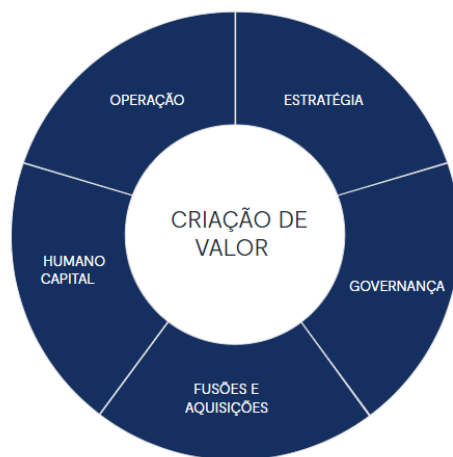 OPERAÇÃO
ESTRATÉGIA
CRIAÇÃO DE
VALOR
HUMANO
CAPITAL
GOVERNANÇA
FUSÕES E
AQUISIÇÕES